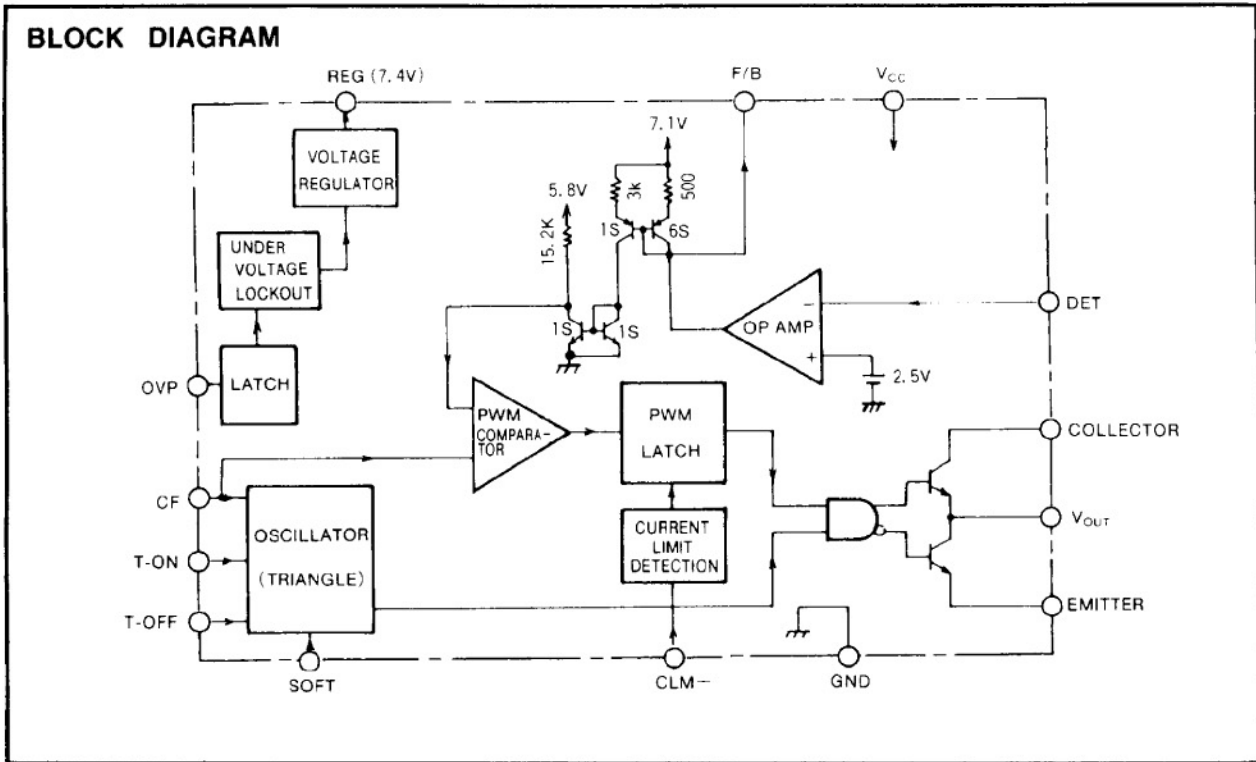 BLOCK DIAGRAM
REG (7.4V)
F/B
VCC
7.1V
VOLTAGE
REGULATOR
3k
500
5.8V
15.2K
1S
6S
UNDER
VOLTAGE
LOCKOUT
1S
1S
OP AMP
−
+
DET
2.5V
OVP
LATCH
PWM
COMPARA-
TOR
PWM
LATCH
COLLECTOR
CF
OSCILLATOR
(TRIANGLE)
CURRENT
LIMIT
DETECTION
VOUT
T-ON
T-OFF
EMITTER
SOFT
CLM−
GND